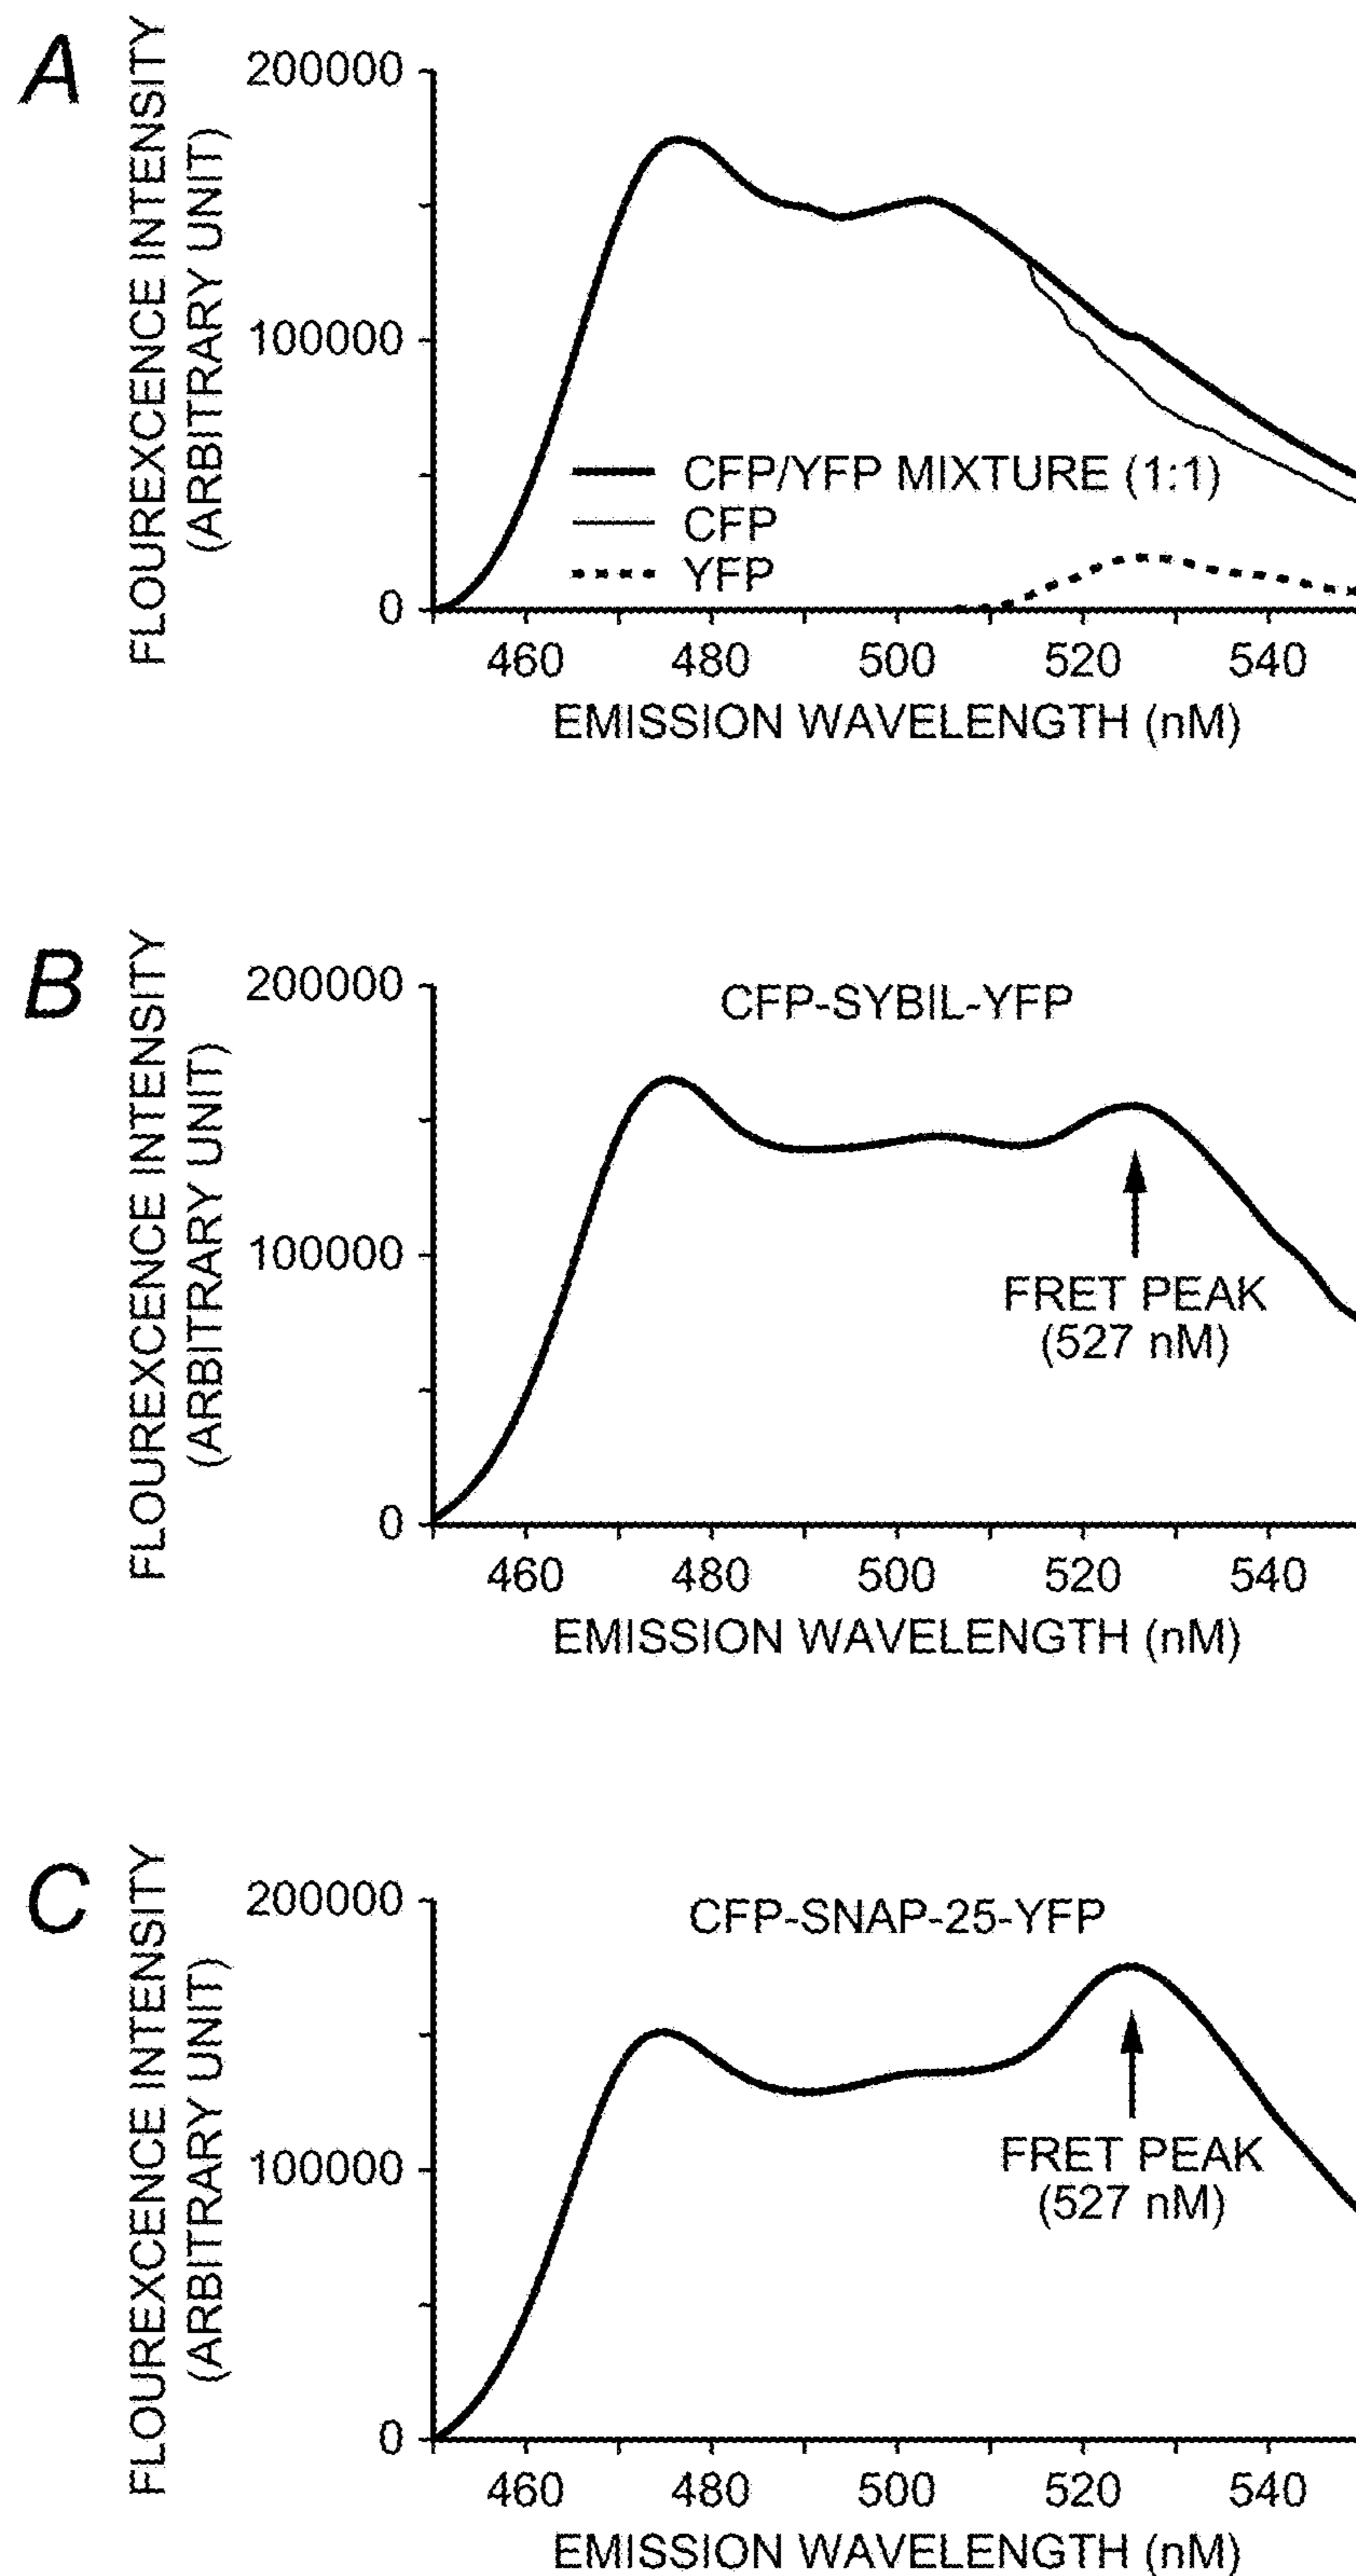 A
FLOUREXCENCE INTENSITY
(ARBITRARY UNIT)
200000
100000
0
CFP/YFP MIXTURE (1:1)
CFP
YFP
460 480 500 520 540
EMISSION WAVELENGTH (nM)
B
FLOUREXCENCE INTENSITY
(ARBITRARY UNIT)
200000
100000
0
CFP-SYBIL-YFP
FRET PEAK
(527 nM)
460 480 500 520 540
EMISSION WAVELENGTH (nM)
C
FLOUREXCENCE INTENSITY
(ARBITRARY UNIT)
200000
100000
0
CFP-SNAP-25-YFP
FRET PEAK
(527 nM)
460 480 500 520 540
EMISSION WAVELENGTH (nM)